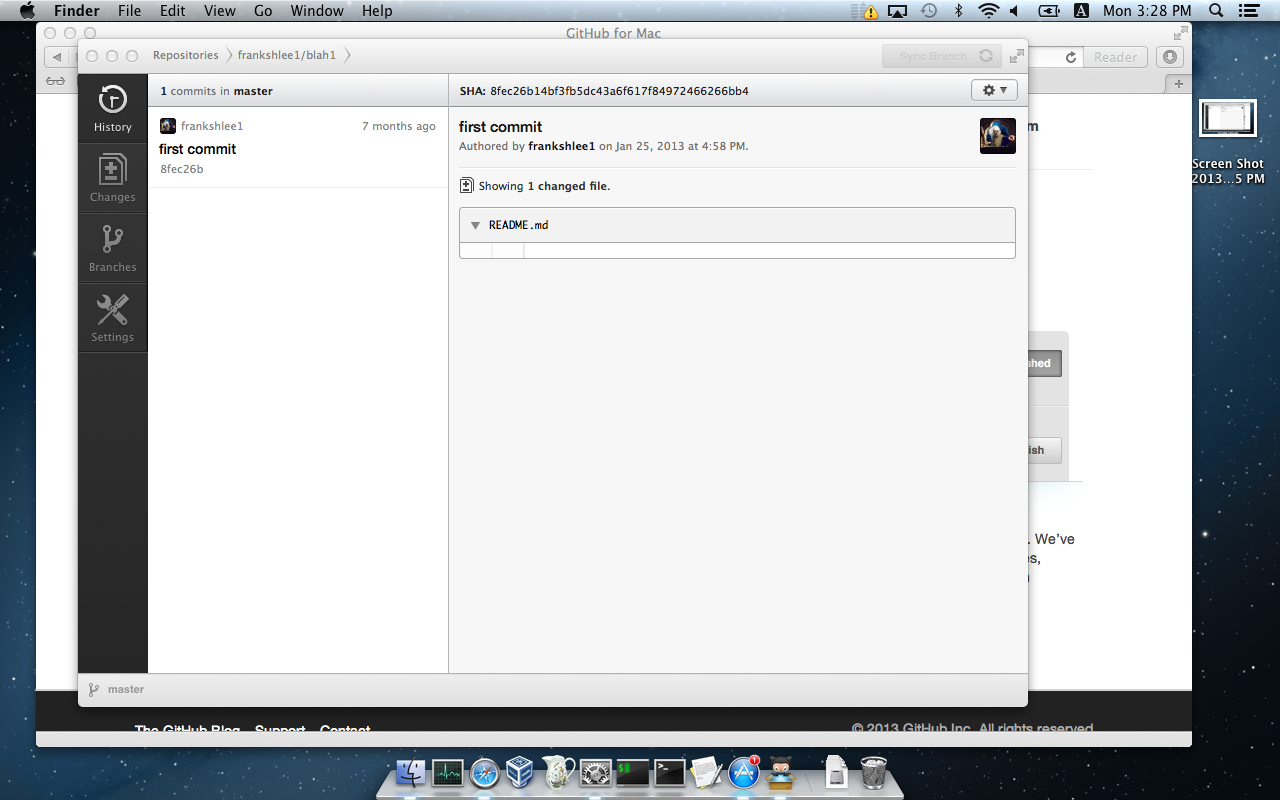 Finder File Edit View Go Window Help
A Mon 3:28 PM
GitHub for Mac
Repositories frankshlee1/blah1 Sync Branch
Reader
1 commits in master
SHA: 8fec26b14bf3fb5dc43a6f617f84972466266bb4
History
frankshlee1 7 months ago
first commit
8fec26b
first commit
Authored by frankshlee1 on Jan 25, 2013 at 4:58 PM.
Showing 1 changed file.
README.md
Changes
Branches
Settings
m
Screen Shot
2013...5 PM
shed
ish
. We've
s,
master
The GitHub Blog Support Contact
© 2013 GitHub Inc. All rights reserved
$
>_
1